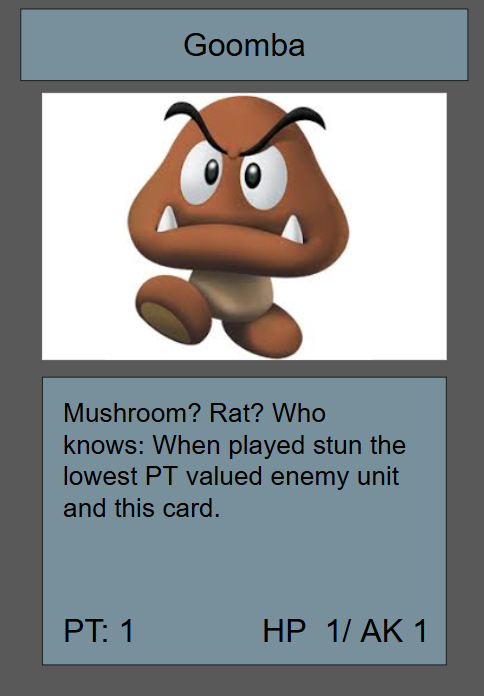 Goomba
Mushroom? Rat? Who
knows: When played stun the
lowest PT valued enemy unit
and this card.
PT: 1 HP 1/ AK 1